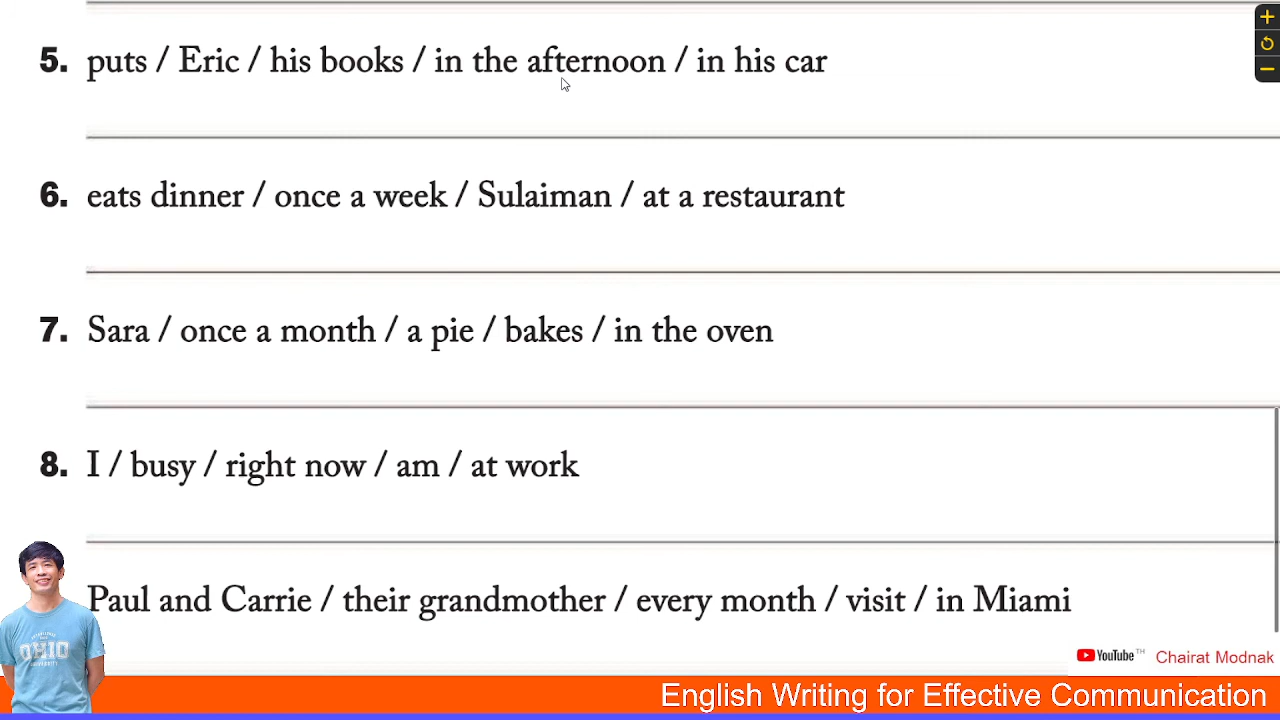 5. puts / Eric / his books / in the afternoon / in his car
6. eats dinner / once a week / Sulaiman / at a restaurant
7. Sara / once a month / a pie / bakes / in the oven
8. I / busy / right now / am / at work
Paul and Carrie / their grandmother / every month / visit / in Miami
OHIO
YouTube TH Chairat Modnak
English Writing for Effective Communication